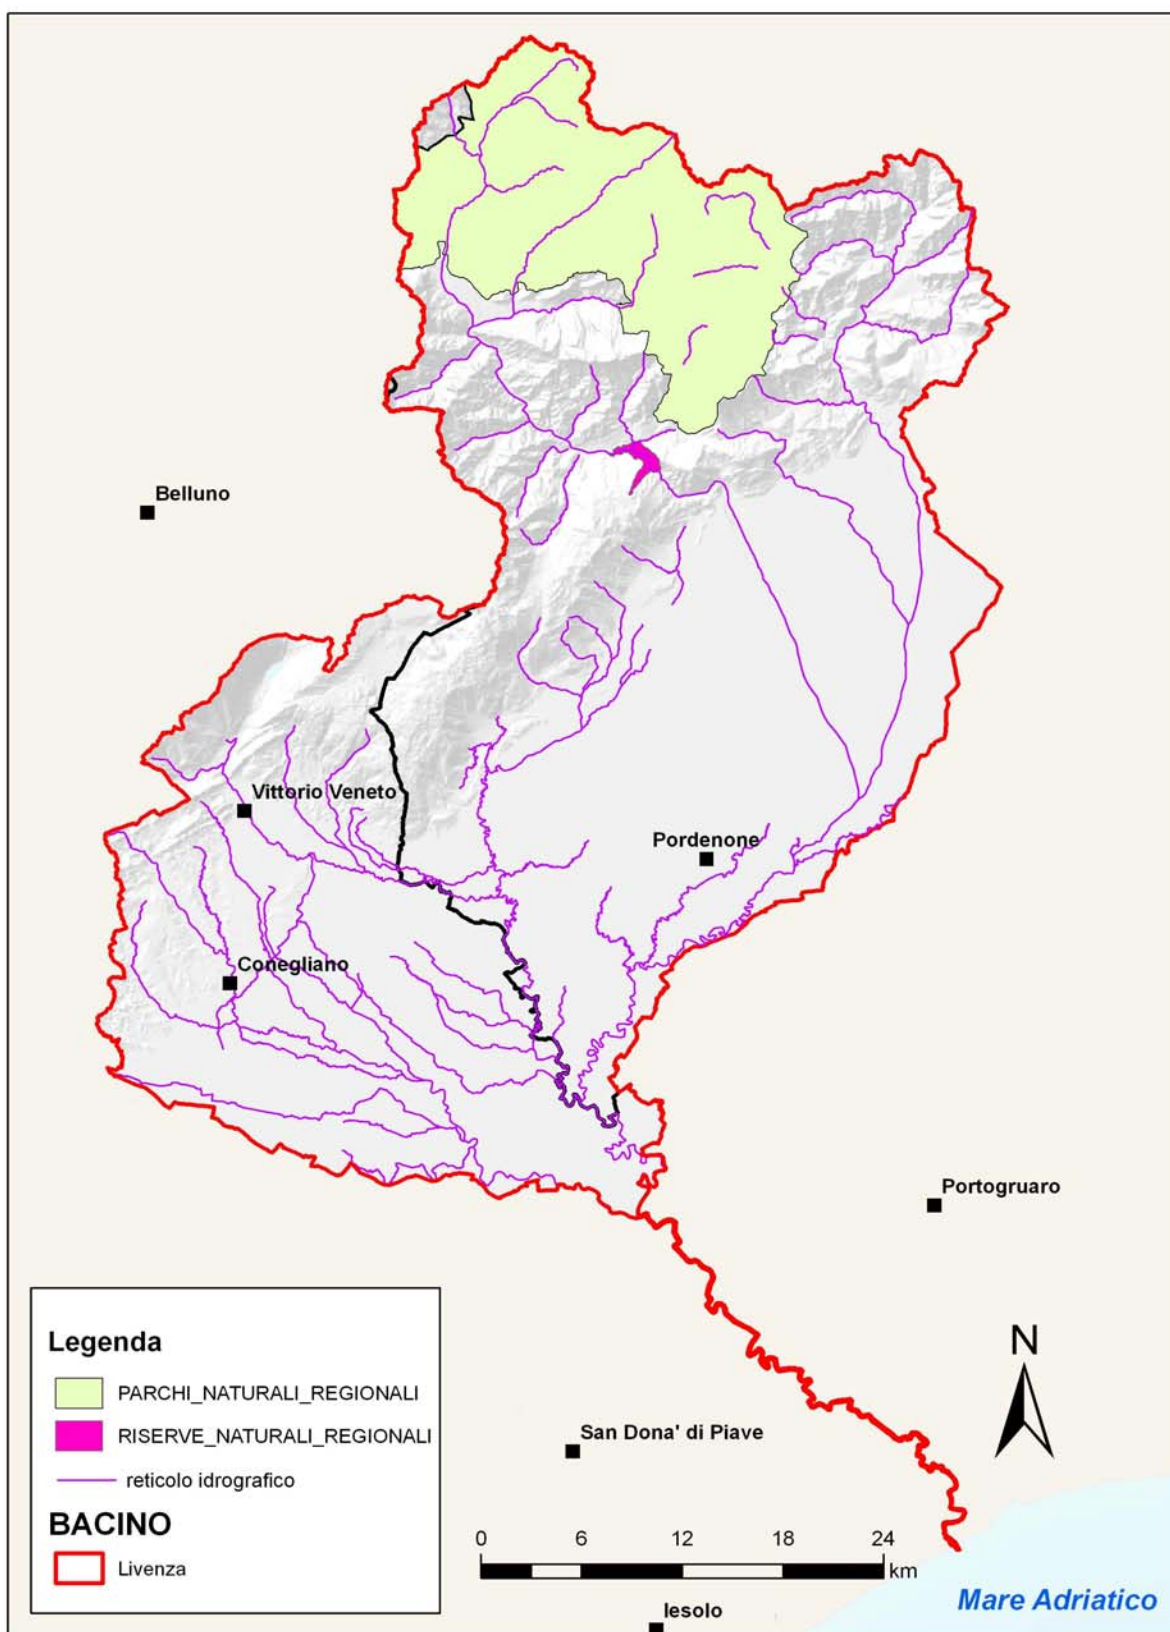 Belluno
Vittorio Veneto
Pordenone
Conegliano
Portogruaro
Legenda
PARCHI_NATURALI_REGIONALI
RISERVE_NATURALI_REGIONALI
reticolo idrografico
BACINO
Livenza
N
San Dona' di Piave
0 6 12 18 24
km
Mare Adriatico
Iesolo